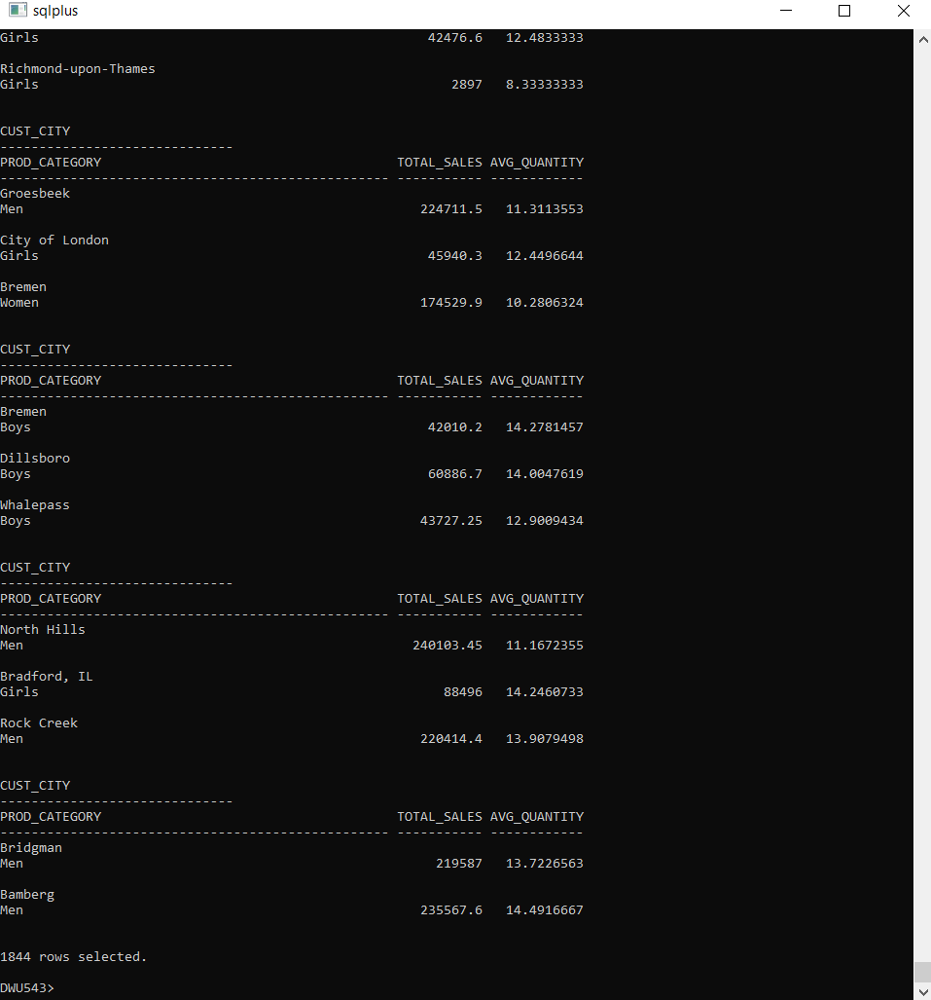 sqlplus
Girls 42476.6 12.4833333
Richmond-upon-Thames
Girls 2897 8.33333333
CUST_CITY
------------------------------
PROD_CATEGORY TOTAL_SALES AVG_QUANTITY
-------------------------------------------------- ----------- ------------
Groesbeek
Men 224711.5 11.3113553
City of London
Girls 45940.3 12.4496644
Bremen
Women 174529.9 10.2806324
CUST_CITY
------------------------------
PROD_CATEGORY TOTAL_SALES AVG_QUANTITY
-------------------------------------------------- ----------- ------------
Bremen
Boys 42010.2 14.2781457
Dillsboro
Boys 60886.7 14.0047619
Whalepass
Boys 43727.25 12.9009434
CUST_CITY
------------------------------
PROD_CATEGORY TOTAL_SALES AVG_QUANTITY
-------------------------------------------------- ----------- ------------
North Hills
Men 240103.45 11.1672355
Bradford, IL
Girls 88496 14.2460733
Rock Creek
Men 220414.4 13.9079498
CUST_CITY
------------------------------
PROD_CATEGORY TOTAL_SALES AVG_QUANTITY
-------------------------------------------------- ----------- ------------
Bridgman
Men 219587 13.7226563
Bamberg
Men 235567.6 14.4916667
1844 rows selected.
DWU543>